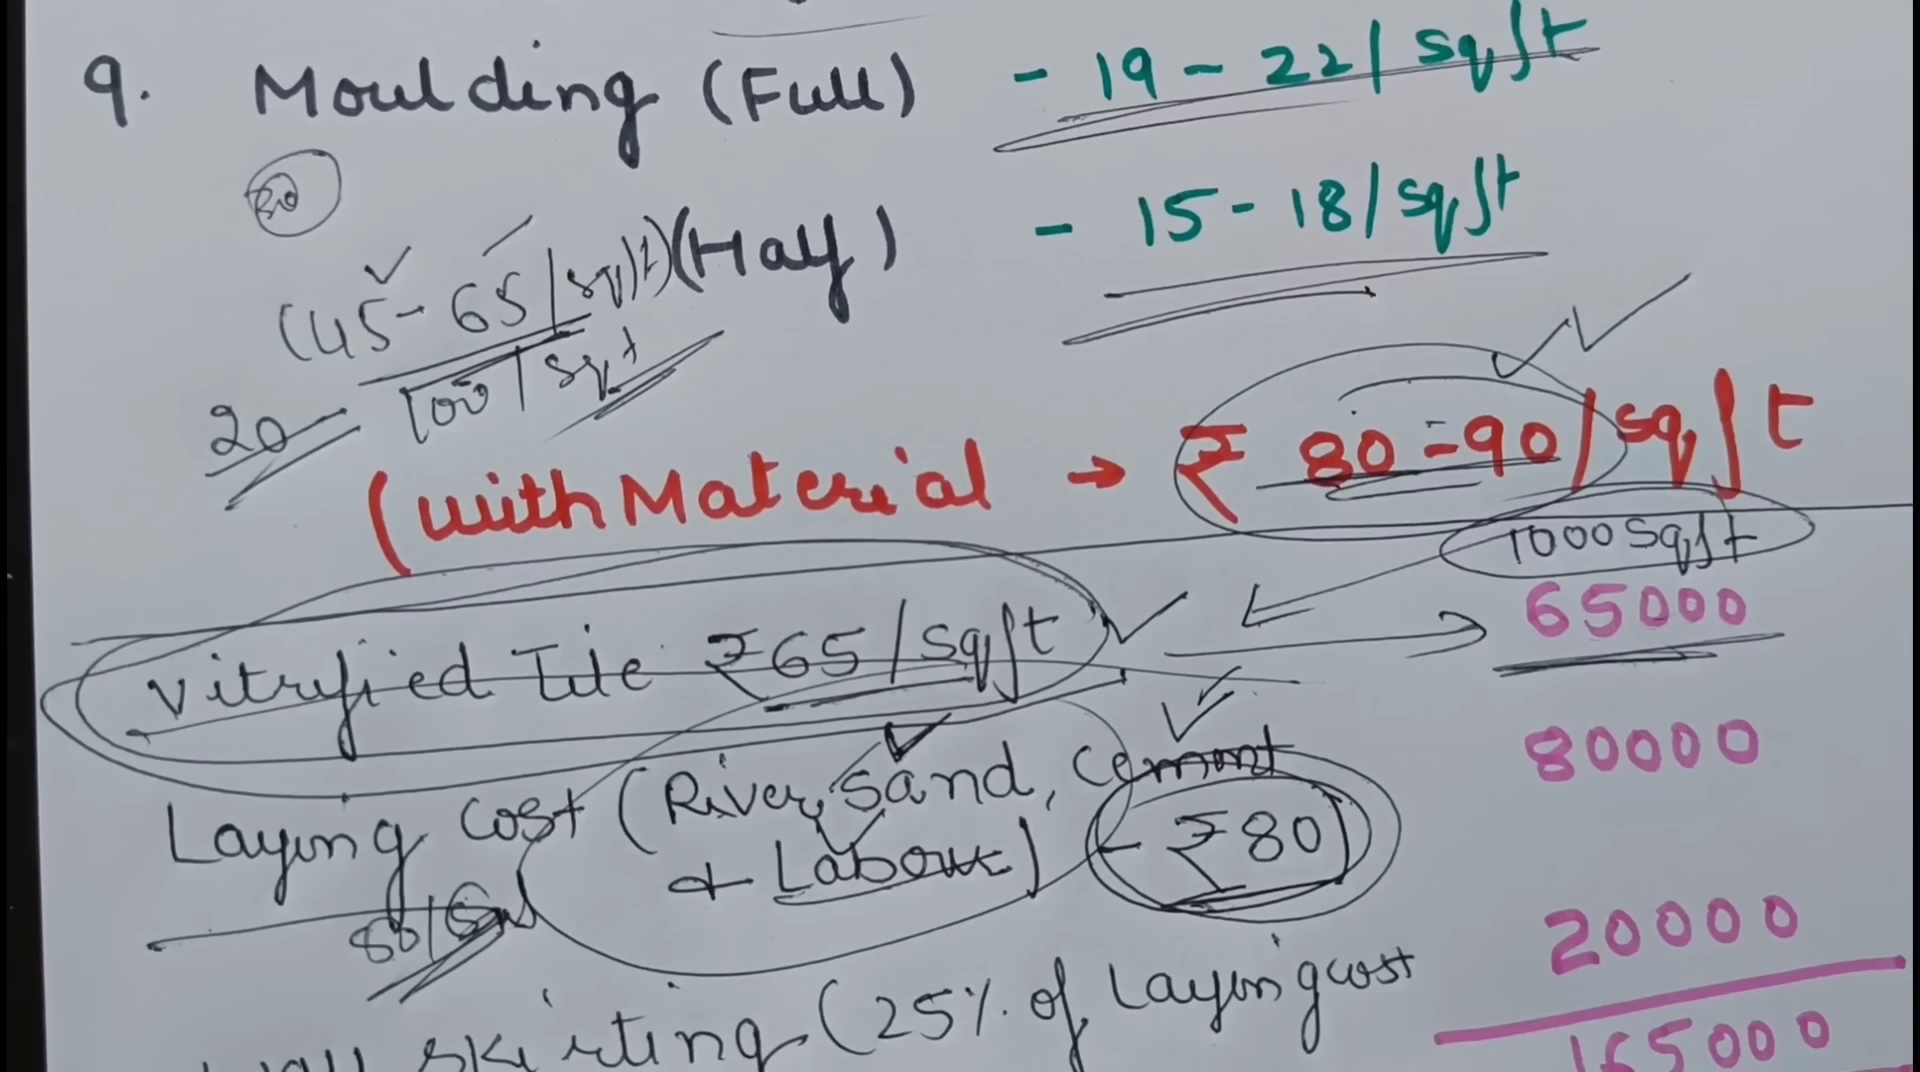 9. Moulding (Full) - 19 - 22/sqft
20
(45-65/sqft) (Half) - 15-18/sqft
100/sqft
20
(with Material → ₹ 80-90/sqft
1000 sqft
Vitrified Tile ₹65/sqft 65000
Laying Cost (River sand, Cement 80000
& Labour) - ₹80
80/
skirting (25% of Laying cost 20000
165000